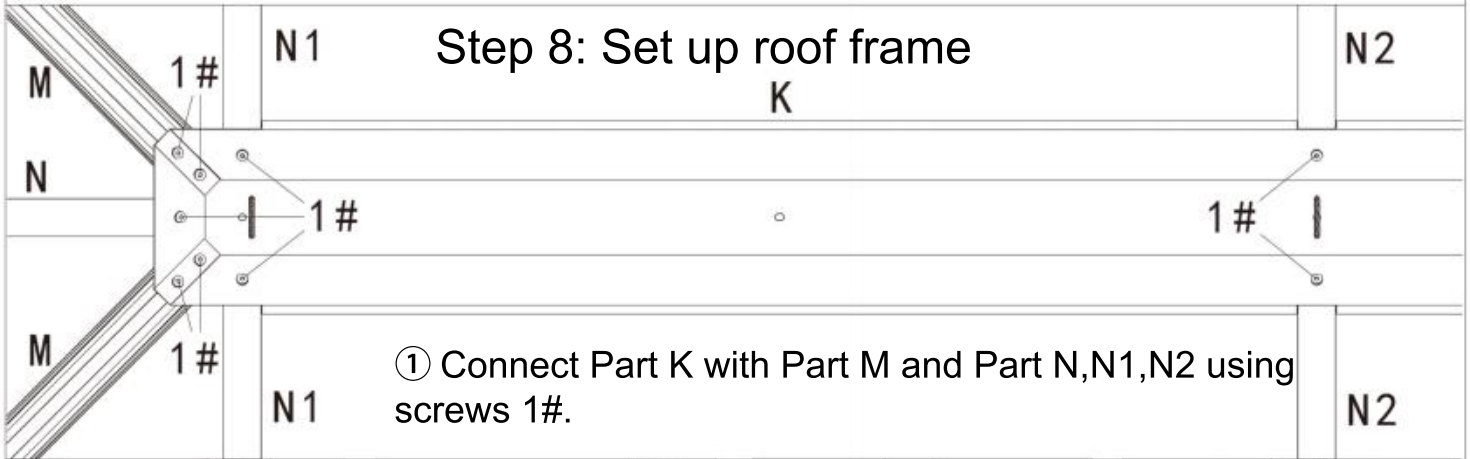 Step 8: Set up roof frame
N1
N2
M
1#
K
N
1#
1#
M
1#
① Connect Part K with Part M and Part N,N1,N2 using
screws 1#.
N1
N2